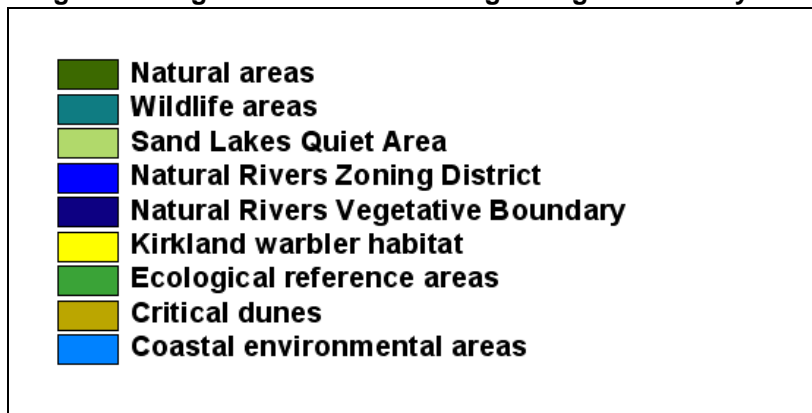 Natural areas
Wildlife areas
Sand Lakes Quiet Area
Natural Rivers Zoning District
Natural Rivers Vegetative Boundary
Kirkland warbler habitat
Ecological reference areas
Critical dunes
Coastal environmental areas